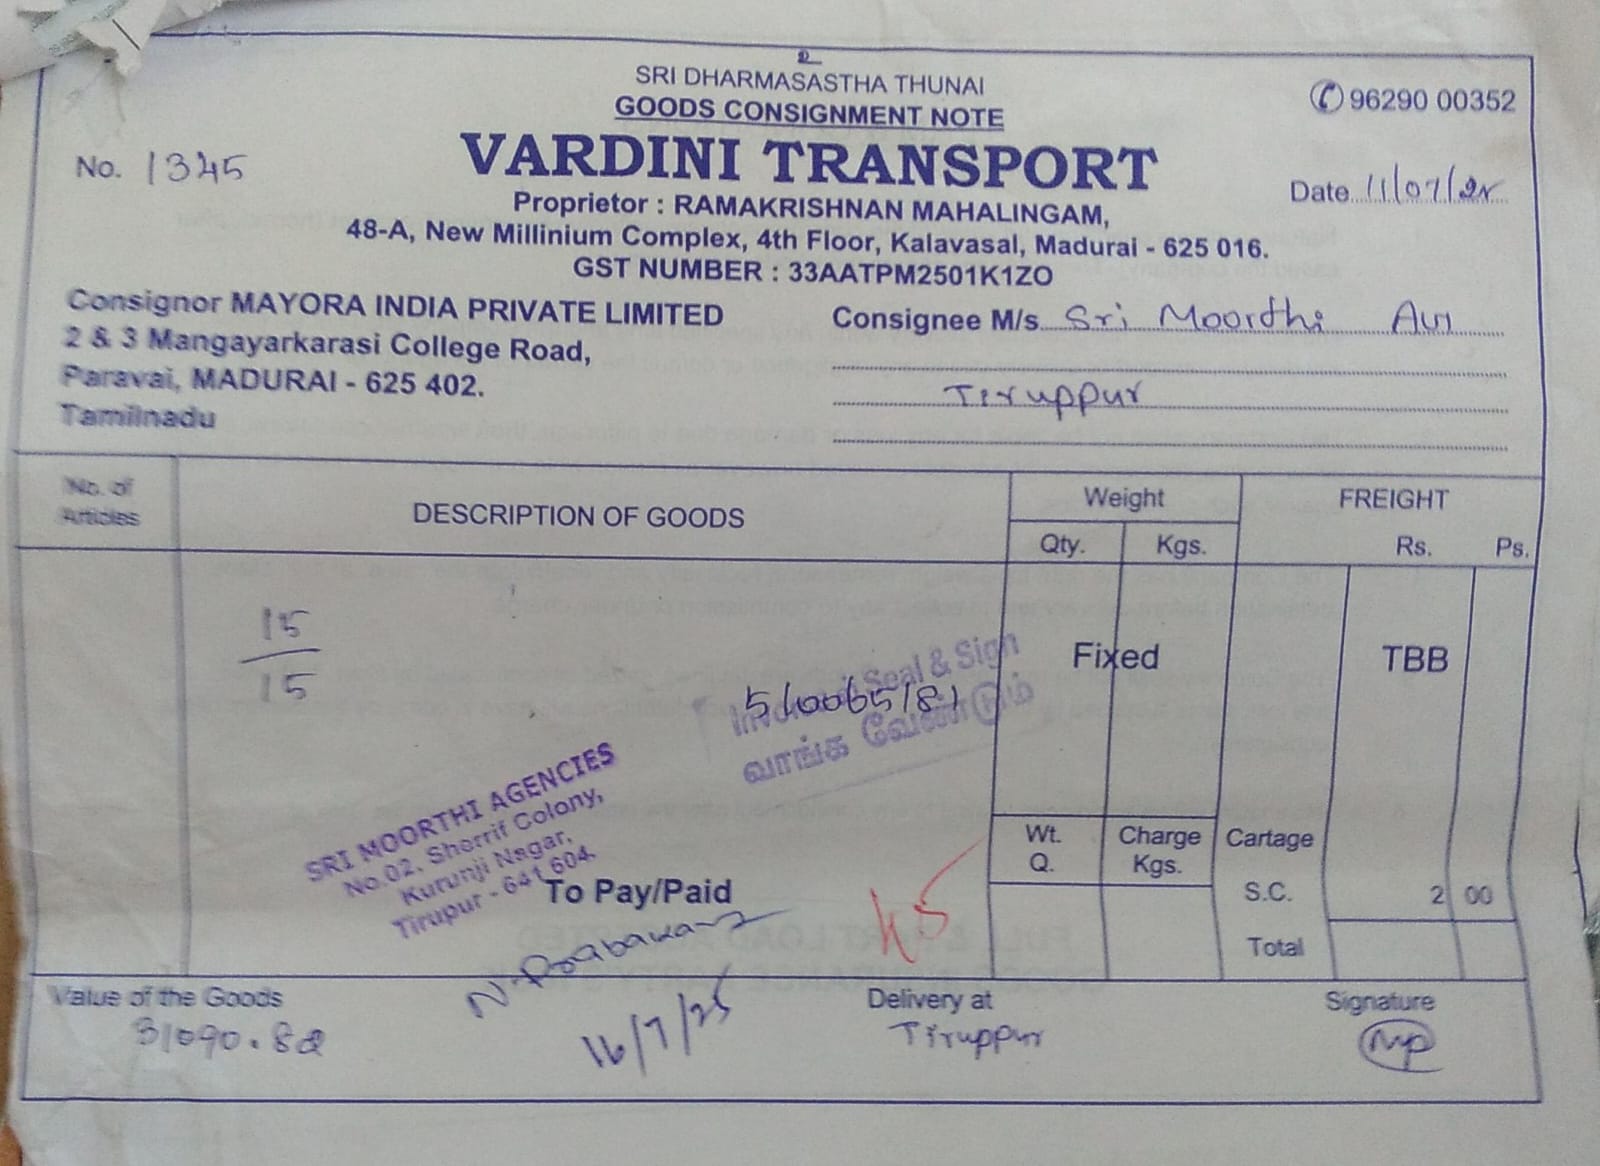 SRI DHARMASASTHA THUNAI
GOODS CONSIGNMENT NOTE
✆ 96290 00352
VARDINI TRANSPORT
No. 1345
Date 11/07/25
Proprietor : RAMAKRISHNAN MAHALINGAM,
48-A, New Millinium Complex, 4th Floor, Kalavasal, Madurai - 625 016.
GST NUMBER : 33AATPM2501K1ZO
Consignor MAYORA INDIA PRIVATE LIMITED
2 & 3 Mangayarkarasi College Road,
Paravai, MADURAI - 625 402.
Tamilnadu
Consignee M/s. Sri Moorthi
Tiruppur
No. of
Articles
DESCRIPTION OF GOODS
Weight
Qty. Kgs.
FREIGHT
Rs. Ps.
15
15
Fixed
TBB
Seal & Sign
வாங்க வேண்டும்
SRI MOORTHI AGENCIES
No.02, Sherrif Colony,
Kurunji Nagar,
Tirupur - 641 604.
To Pay/Paid
Wt.
Q.
Charge
Kgs.
Cartage
S.C. 2 00
Total
KS
16/7/25
Value of the Goods
31090.82
Delivery at
Tiruppur
Signature